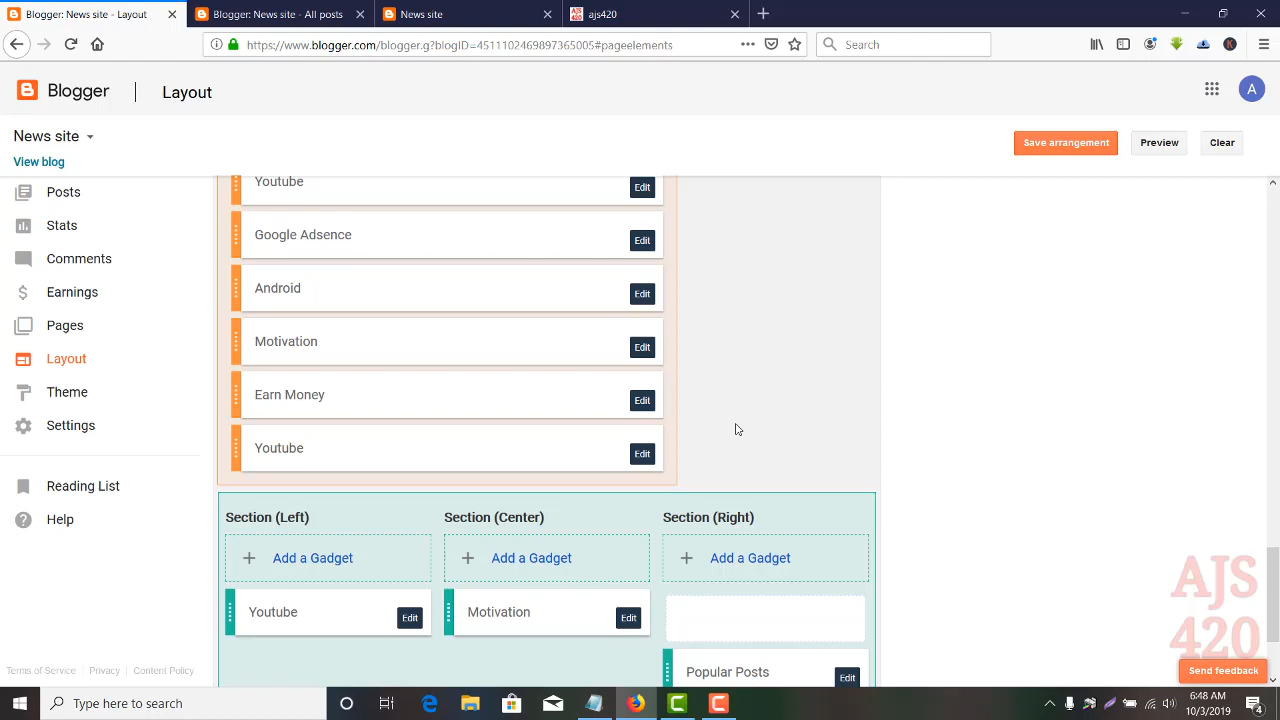 Blogger: News site - Layout
Blogger: News site - All posts
News site
ajs420
https://www.blogger.com/blogger.g?blogID=4511102469897365005#pageelements
Search
Blogger
Layout
A
News site
View blog
Save arrangement
Preview
Clear
Posts
Stats
Comments
Earnings
Pages
Layout
Theme
Settings
Reading List
Help
Terms of Service
Privacy
Content Policy
Youtube
Edit
Google Adsence
Edit
Android
Edit
Motivation
Edit
Earn Money
Edit
Youtube
Edit
Section (Left)
Section (Center)
Section (Right)
Add a Gadget
Add a Gadget
Add a Gadget
Youtube
Edit
Motivation
Edit
Popular Posts
Edit
AJS
420
Send feedback
Type here to search
6:48 AM
10/3/2019
4